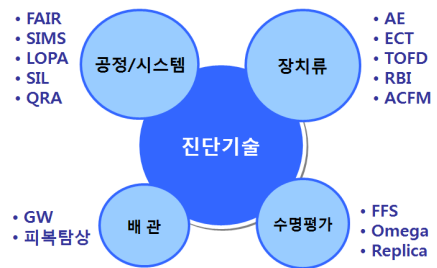 • FAIR
• SIMS
• LOPA
• SIL
• QRA
공정/시스템
장치류
• AE
• ECT
• TOFD
• RBI
• ACFM
진단기술
• GW
• 피복탐상
배 관
수명평가
• FFS
• Omega
• Replica